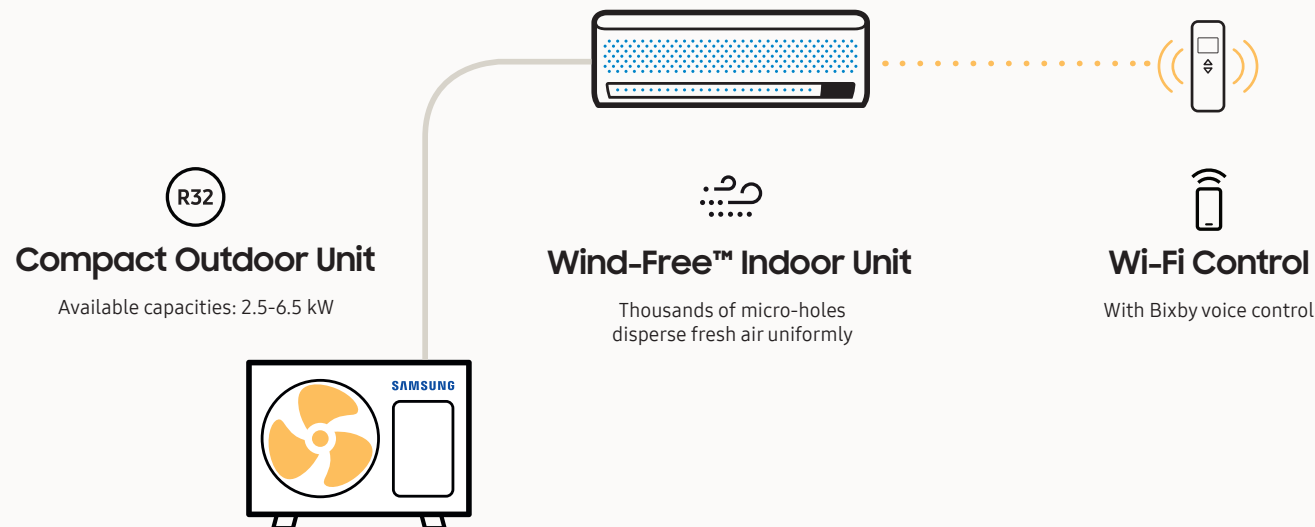 R32
Compact Outdoor Unit
Available capacities: 2.5-6.5 kW
Wind-Free™ Indoor Unit
Thousands of micro-holes
disperse fresh air uniformly
Wi-Fi Control
With Bixby voice control
SAMSUNG